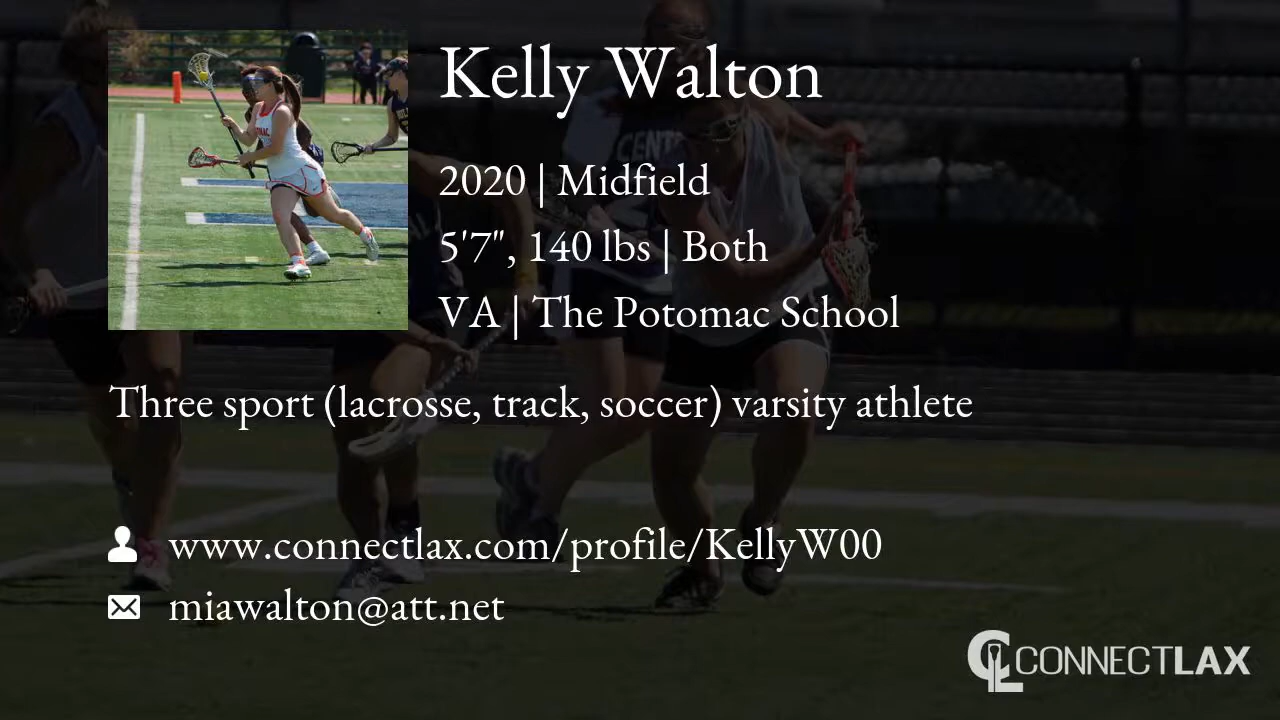 Kelly Walton
2020 | Midfield
5'7", 140 lbs | Both
VA | The Potomac School
Three sport (lacrosse, track, soccer) varsity athlete
www.connectlax.com/profile/KellyW00
miawalton@att.net
CL CONNECTLAX